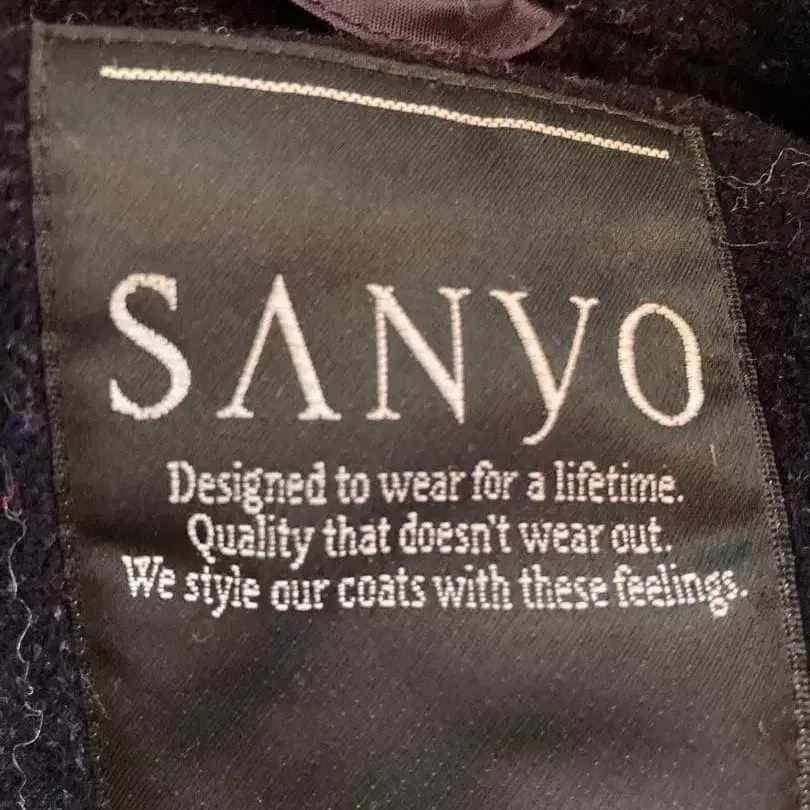 SANyO
Designed to wear for a lifetime.
Quality that doesn't wear out.
We style our coats with these feelings.